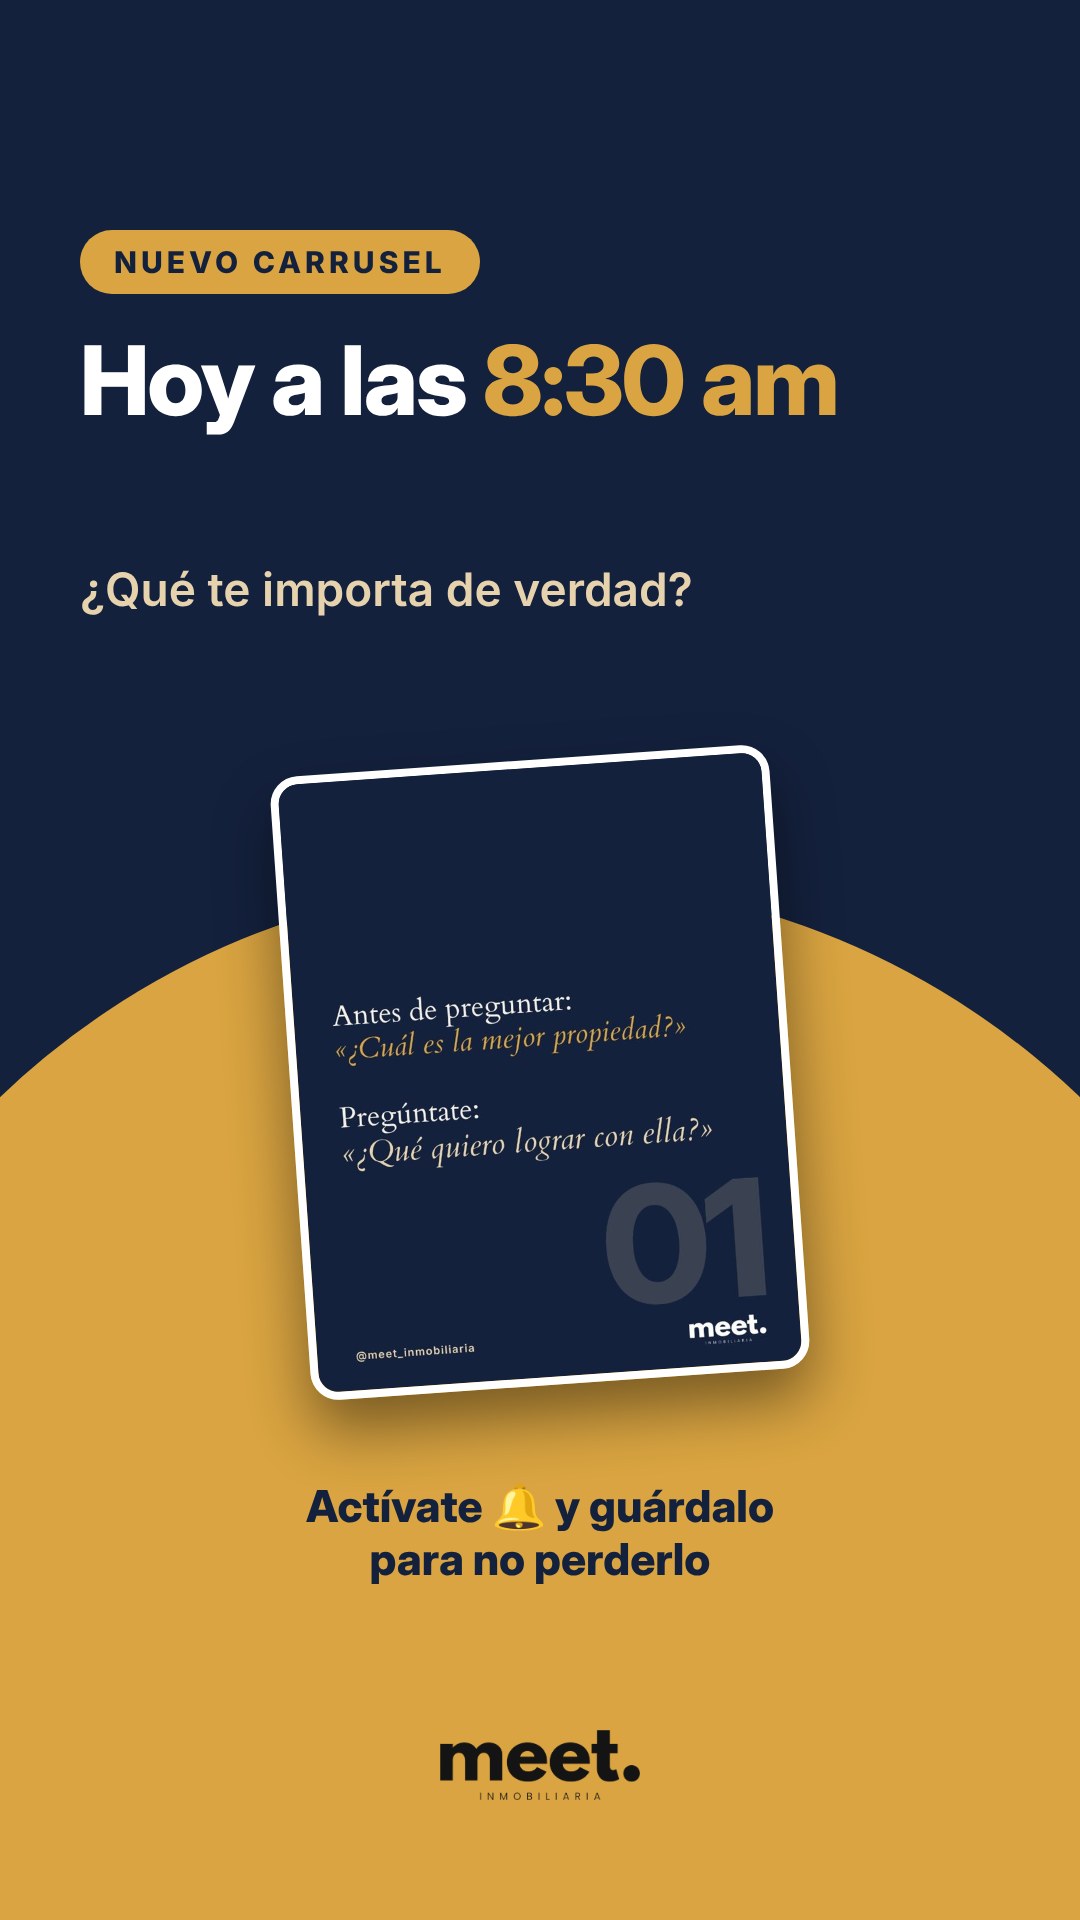 NUEVO CARRUSEL
Hoy a las 8:30 am
¿Qué te importa de verdad?
Antes de preguntar:
«¿Cuál es la mejor propiedad?»
Pregúntate:
«¿Qué quiero lograr con ella?»
01
meet.
INMOBILIARIA
@meet_inmobiliaria
Actívate 🔔 y guárdalo
para no perderlo
meet.
INMOBILIARIA